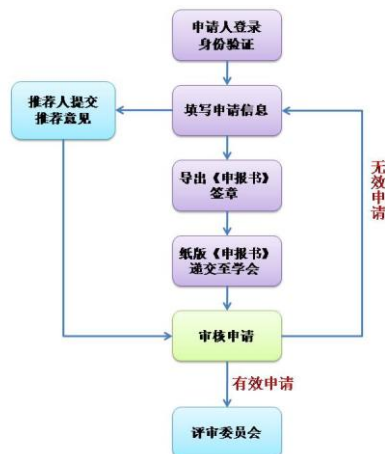 申请人登录
身份验证
推荐人提交
推荐意见
填写申请信息
导出《申报书》
签章
无效申请
纸版《申报书》
递交至学会
审核申请
有效申请
评审委员会